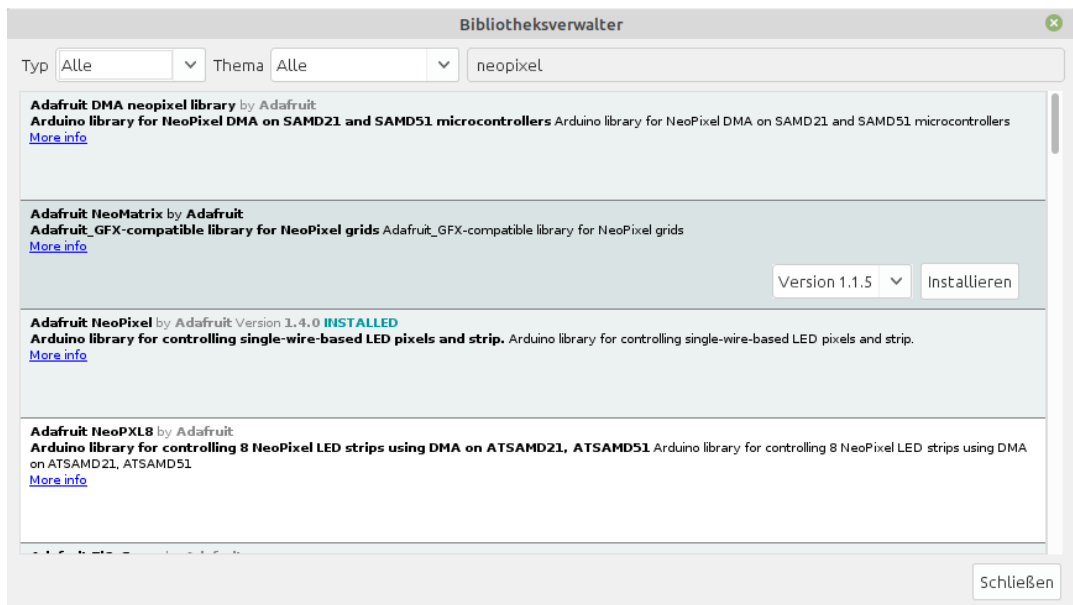 Bibliotheksverwalter
Typ Alle Thema Alle neopixel
Adafruit DMA neopixel library by Adafruit
Arduino library for NeoPixel DMA on SAMD21 and SAMD51 microcontrollers Arduino library for NeoPixel DMA on SAMD21 and SAMD51 microcontrollers
More info
Adafruit NeoMatrix by Adafruit
Adafruit_GFX-compatible library for NeoPixel grids Adafruit_GFX-compatible library for NeoPixel grids
More info
Version 1.1.5 Installieren
Adafruit NeoPixel by Adafruit Version 1.4.0 INSTALLED
Arduino library for controlling single-wire-based LED pixels and strip. Arduino library for controlling single-wire-based LED pixels and strip.
More info
Adafruit NeoPXL8 by Adafruit
Arduino library for controlling 8 NeoPixel LED strips using DMA on ATSAMD21, ATSAMD51 Arduino library for controlling 8 NeoPixel LED strips using DMA
on ATSAMD21, ATSAMD51
More info
Schließen